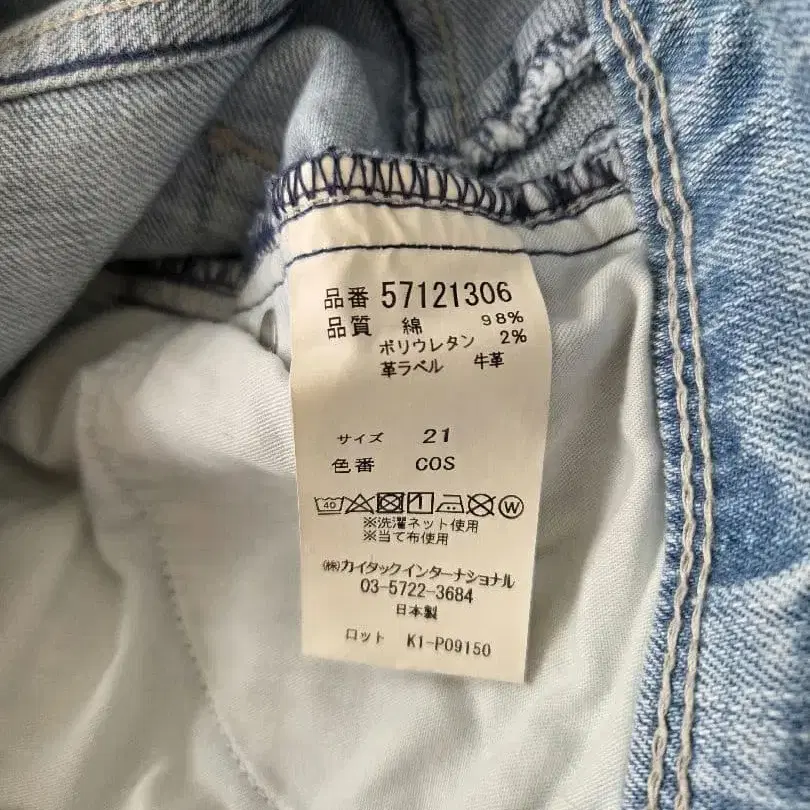 品番 57121306
品質 綿 98%
ポリウレタン 2%
革ラベル 牛革
サイズ 21
色番 COS
40 W
※洗濯ネット使用
※当て布使用
㈱カイタックインターナショナル
03-5722-3684
日本製
ロット K1-P09150